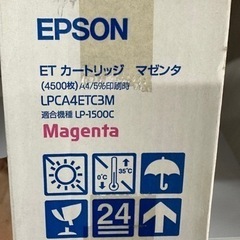 EPSON
ET カートリッジ マゼンタ
(4500枚) A4/5%印刷時
LPCA4ETC3M
適合機種 LP-1500C
Magenta
0℃
35℃
24